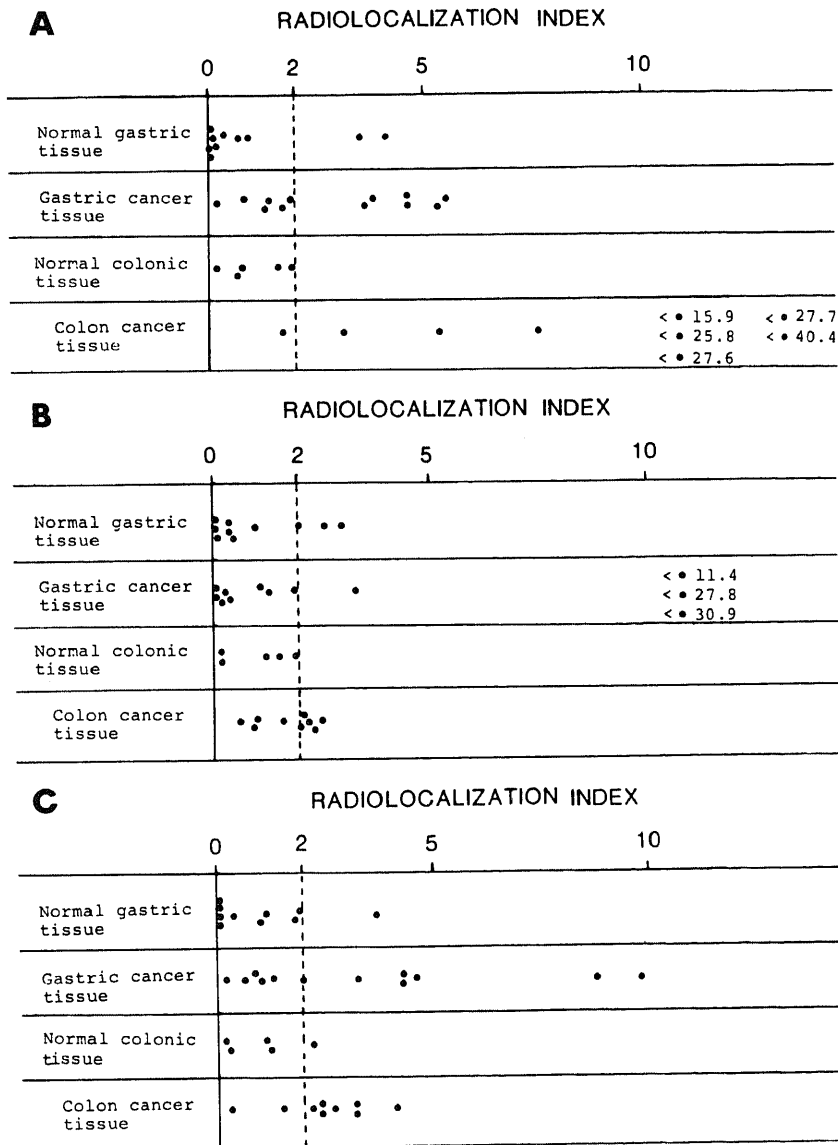 A
RADIOLOCALIZATION INDEX
0 2 5 10
Normal gastric
tissue
Gastric cancer
tissue
Normal colonic
tissue
Colon cancer
tissue
< • 15.9 < • 27.7
< • 25.8 < • 40.4
< • 27.6
B
RADIOLOCALIZATION INDEX
0 2 5 10
Normal gastric
tissue
Gastric cancer
tissue
< • 11.4
< • 27.8
< • 30.9
Normal colonic
tissue
Colon cancer
tissue
C
RADIOLOCALIZATION INDEX
0 2 5 10
Normal gastric
tissue
Gastric cancer
tissue
Normal colonic
tissue
Colon cancer
tissue